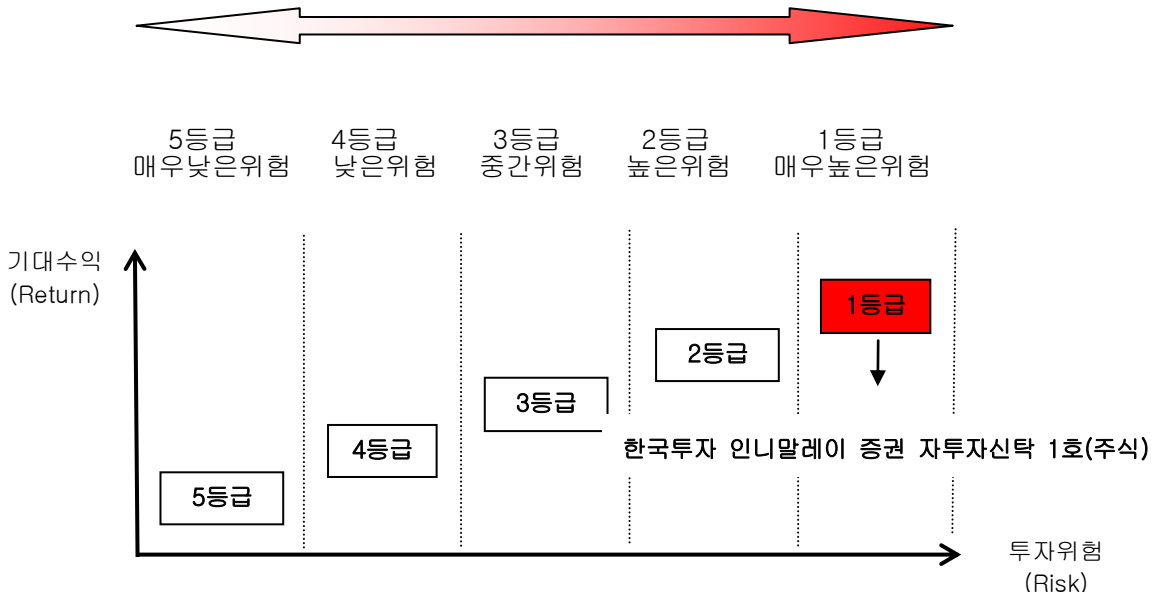 5등급 4등급 3등급 2등급 1등급
매우낮은위험 낮은위험 중간위험 높은위험 매우높은위험
기대수익
(Return)
1등급
2등급
3등급
4등급
한국투자 인니말레이 증권 자투자신탁 1호(주식)
5등급
투자위험
(Risk)